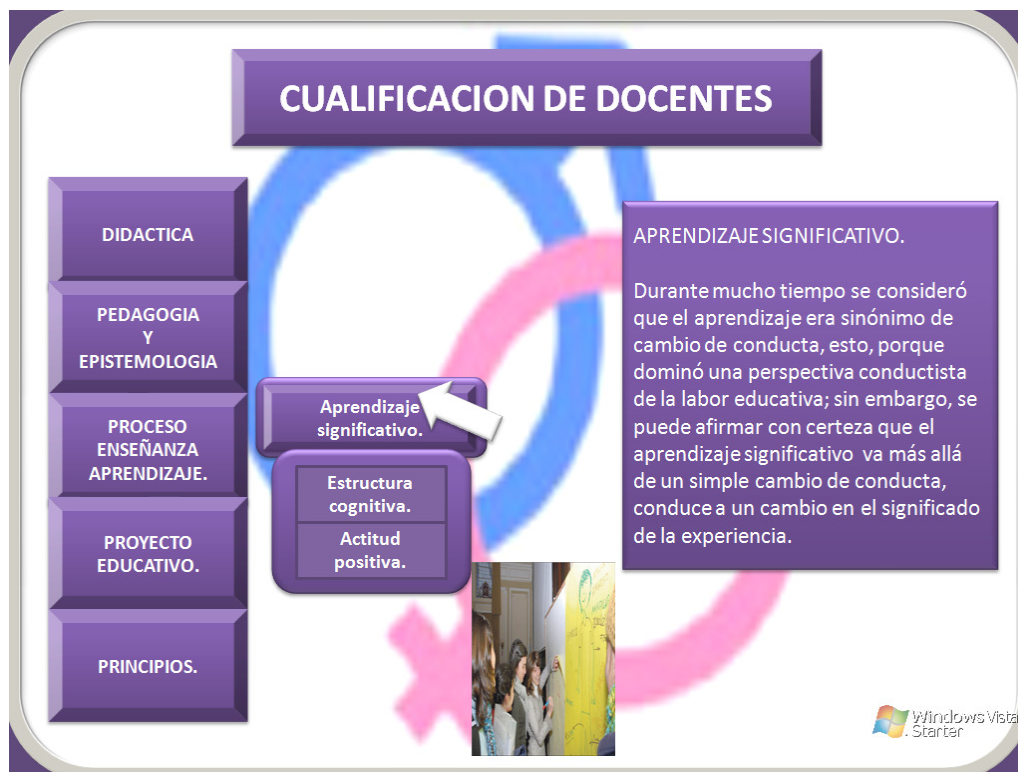 CUALIFICACION DE DOCENTES
DIDACTICA
PEDAGOGIA
Y
EPISTEMOLOGIA
PROCESO
ENSEÑANZA
APRENDIZAJE.
PROYECTO
EDUCATIVO.
PRINCIPIOS.
Aprendizaje
significativo.
Estructura
cognitiva.
Actitud
positiva.
APRENDIZAJE SIGNIFICATIVO.
Durante mucho tiempo se consideró
que el aprendizaje era sinónimo de
cambio de conducta, esto, porque
dominó una perspectiva conductista
de la labor educativa; sin embargo, se
puede afirmar con certeza que el
aprendizaje significativo va más allá
de un simple cambio de conducta,
conduce a un cambio en el significado
de la experiencia.
Windows Vista
Starter